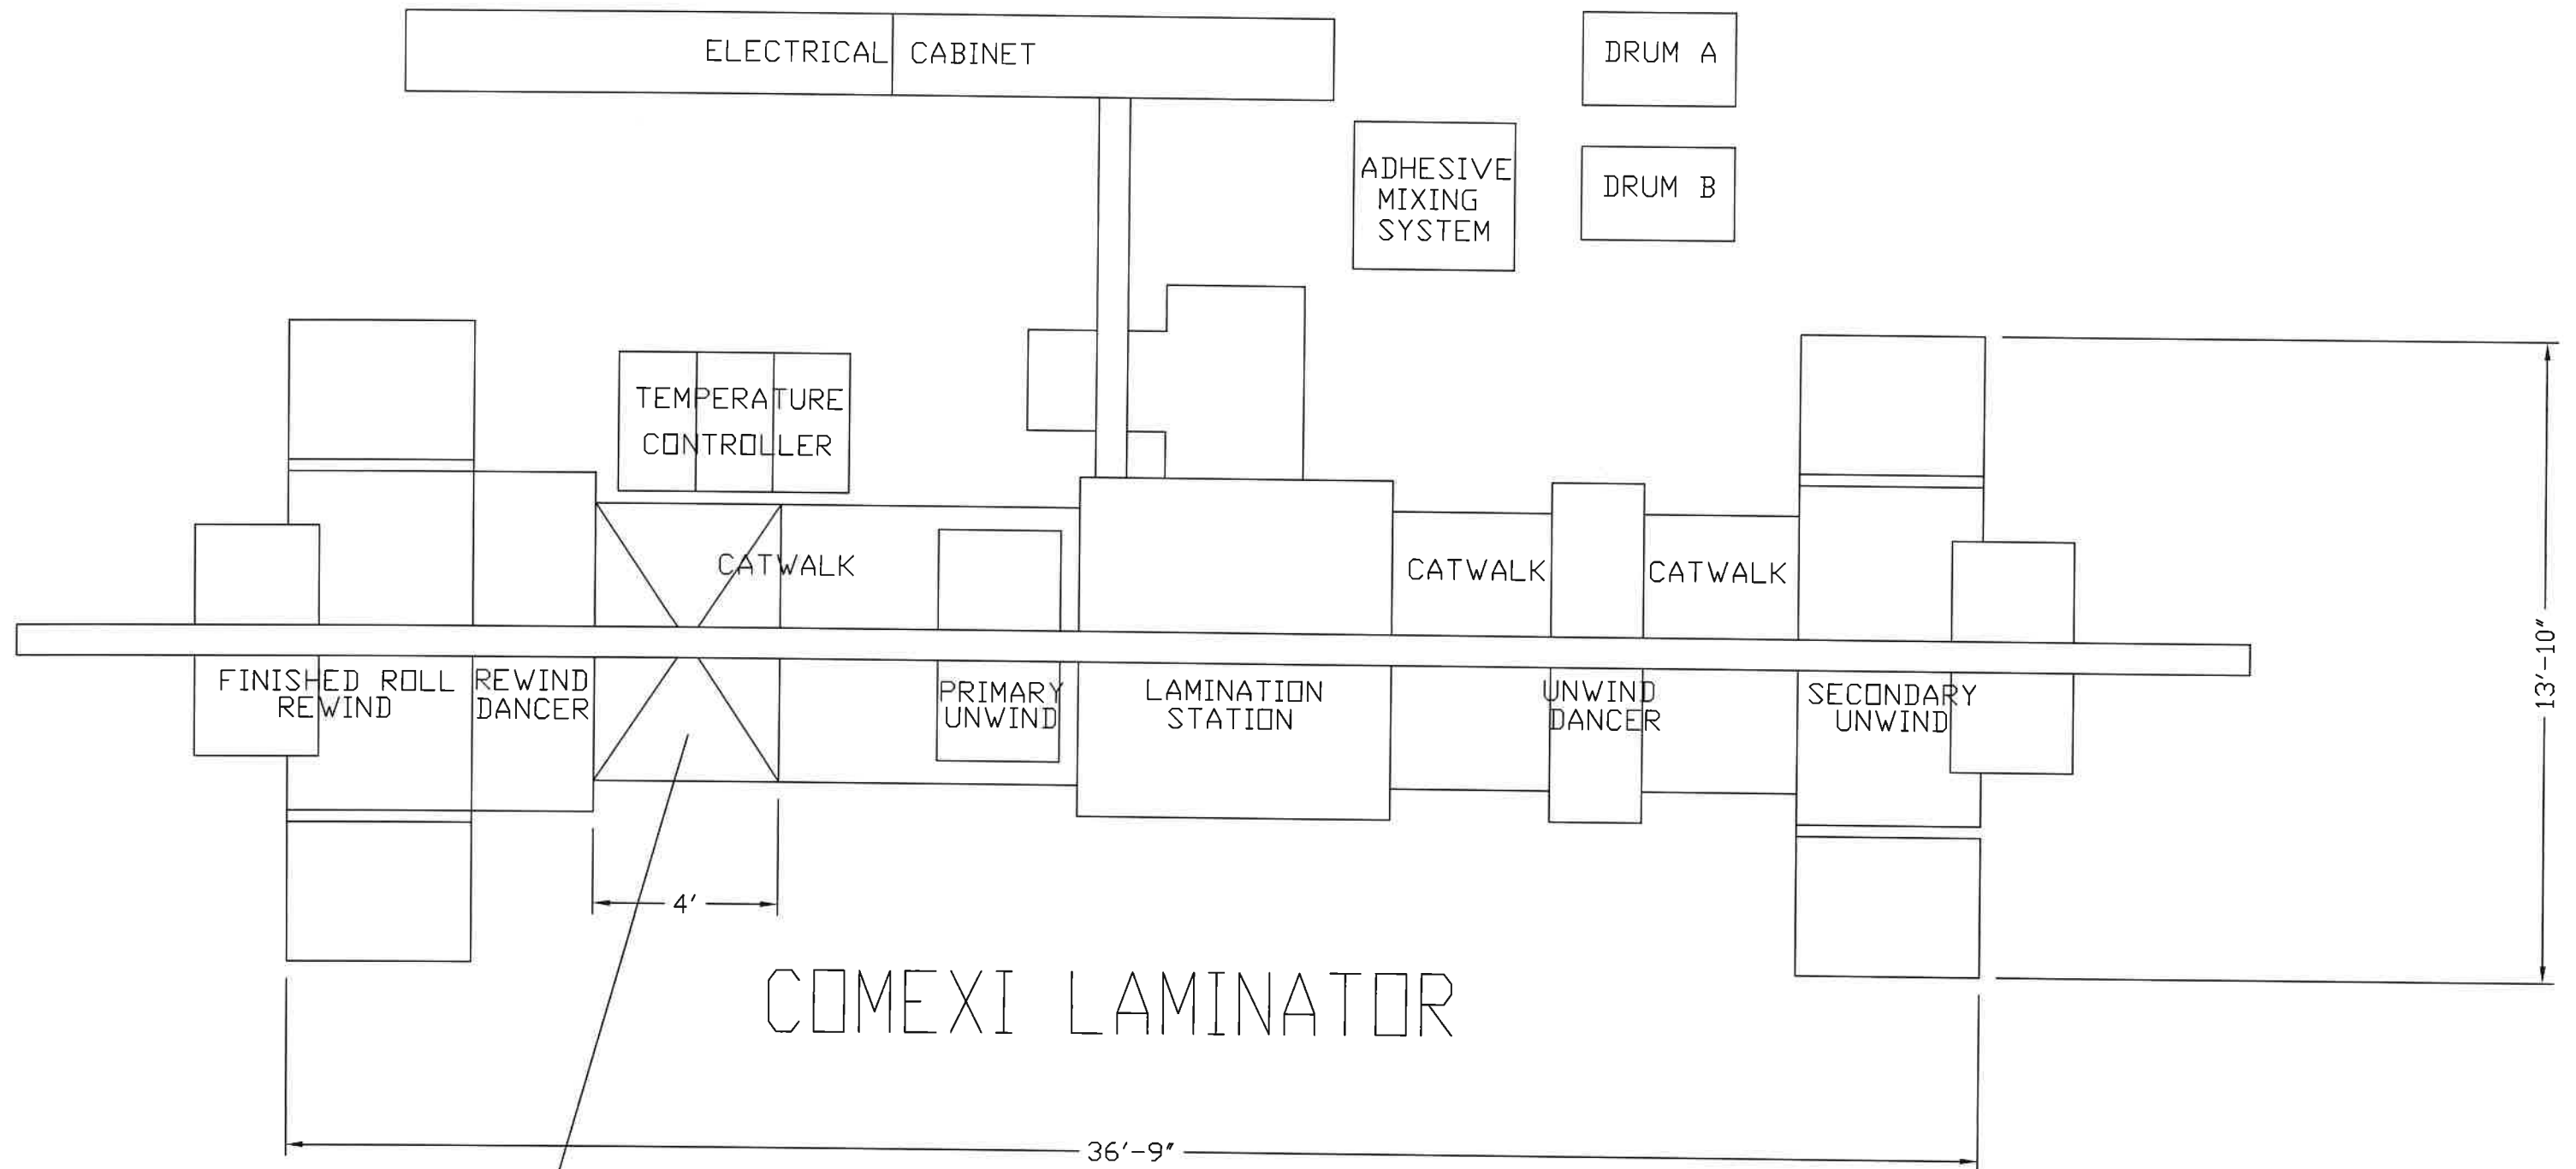 ELECTRICAL CABINET
DRUM A
ADHESIVE
MIXING
SYSTEM
DRUM B
TEMPERATURE
CONTROLLER
CATWALK
CATWALK
CATWALK
FINISHED ROLL
REWIND
REWIND
DANCER
PRIMARY
UNWIND
LAMINATION
STATION
UNWIND
DANCER
SECONDARY
UNWIND
13'-10"
4'
COMEXI LAMINATOR
36'-9"